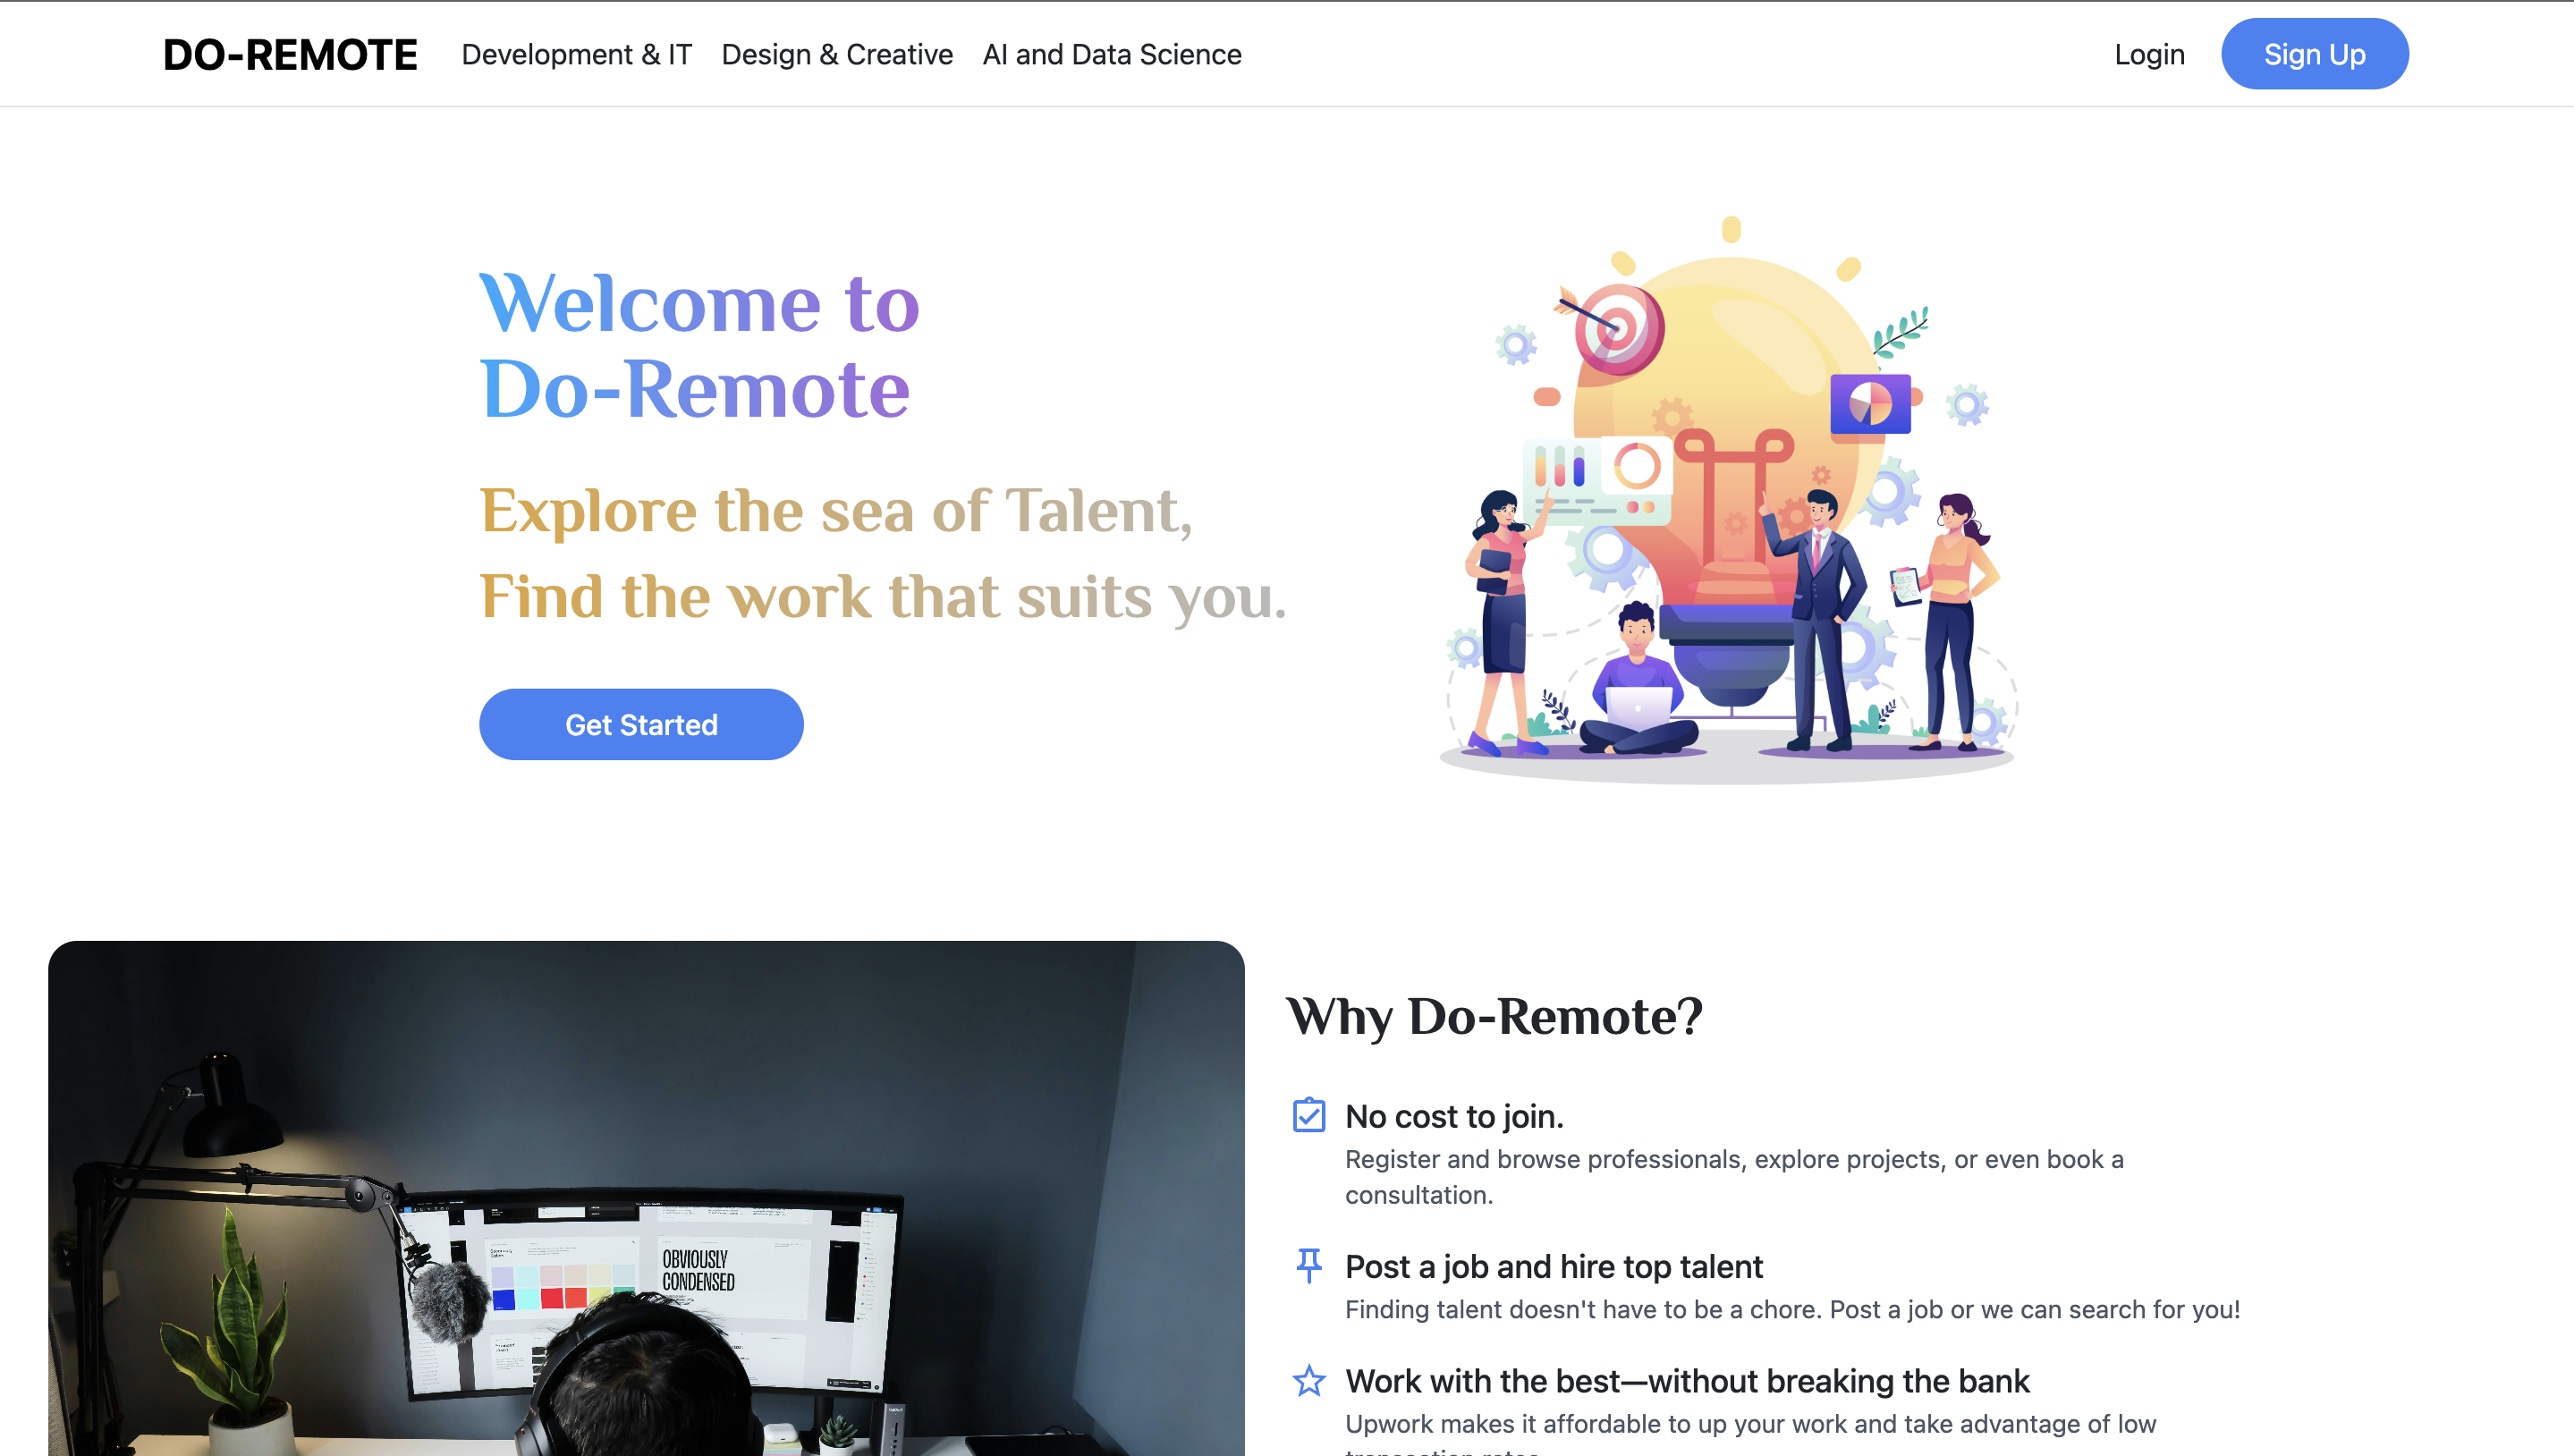 DO-REMOTE Development & IT Design & Creative AI and Data Science Login Sign Up
Welcome to
Do-Remote
Explore the sea of Talent,
Find the work that suits you.
Get Started
Why Do-Remote?
No cost to join.
Register and browse professionals, explore projects, or even book a
consultation.
Post a job and hire top talent
Finding talent doesn't have to be a chore. Post a job or we can search for you!
Work with the best—without breaking the bank
Upwork makes it affordable to up your work and take advantage of low
OBVIOUSLY
CONDENSED